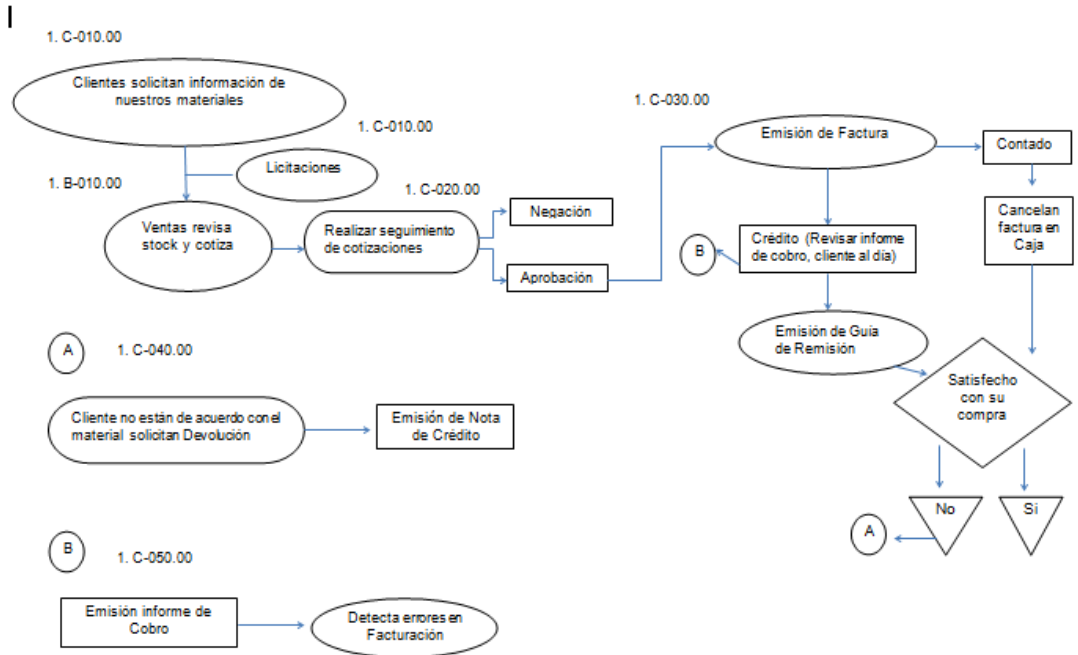 1. C-010.00
Clientes solicitan información de
nuestros materiales
1. C-010.00
Licitaciones
1. B-010.00
Ventas revisa
stock y cotiza
1. C-020.00
Realizar seguimiento
de cotizaciones
Negación
Aprobación
1. C-030.00
Emisión de Factura
Contado
Cancelan
factura en
Caja
B
Crédito (Revisar informe
de cobro, cliente al día)
Emisión de Guía
de Remisión
Satisfecho
con su
compra
No
Si
A
A
1. C-040.00
Cliente no están de acuerdo con el
material solicitan Devolución
Emisión de Nota
de Crédito
B
1. C-050.00
Emisión informe de
Cobro
Detecta errores en
Facturación